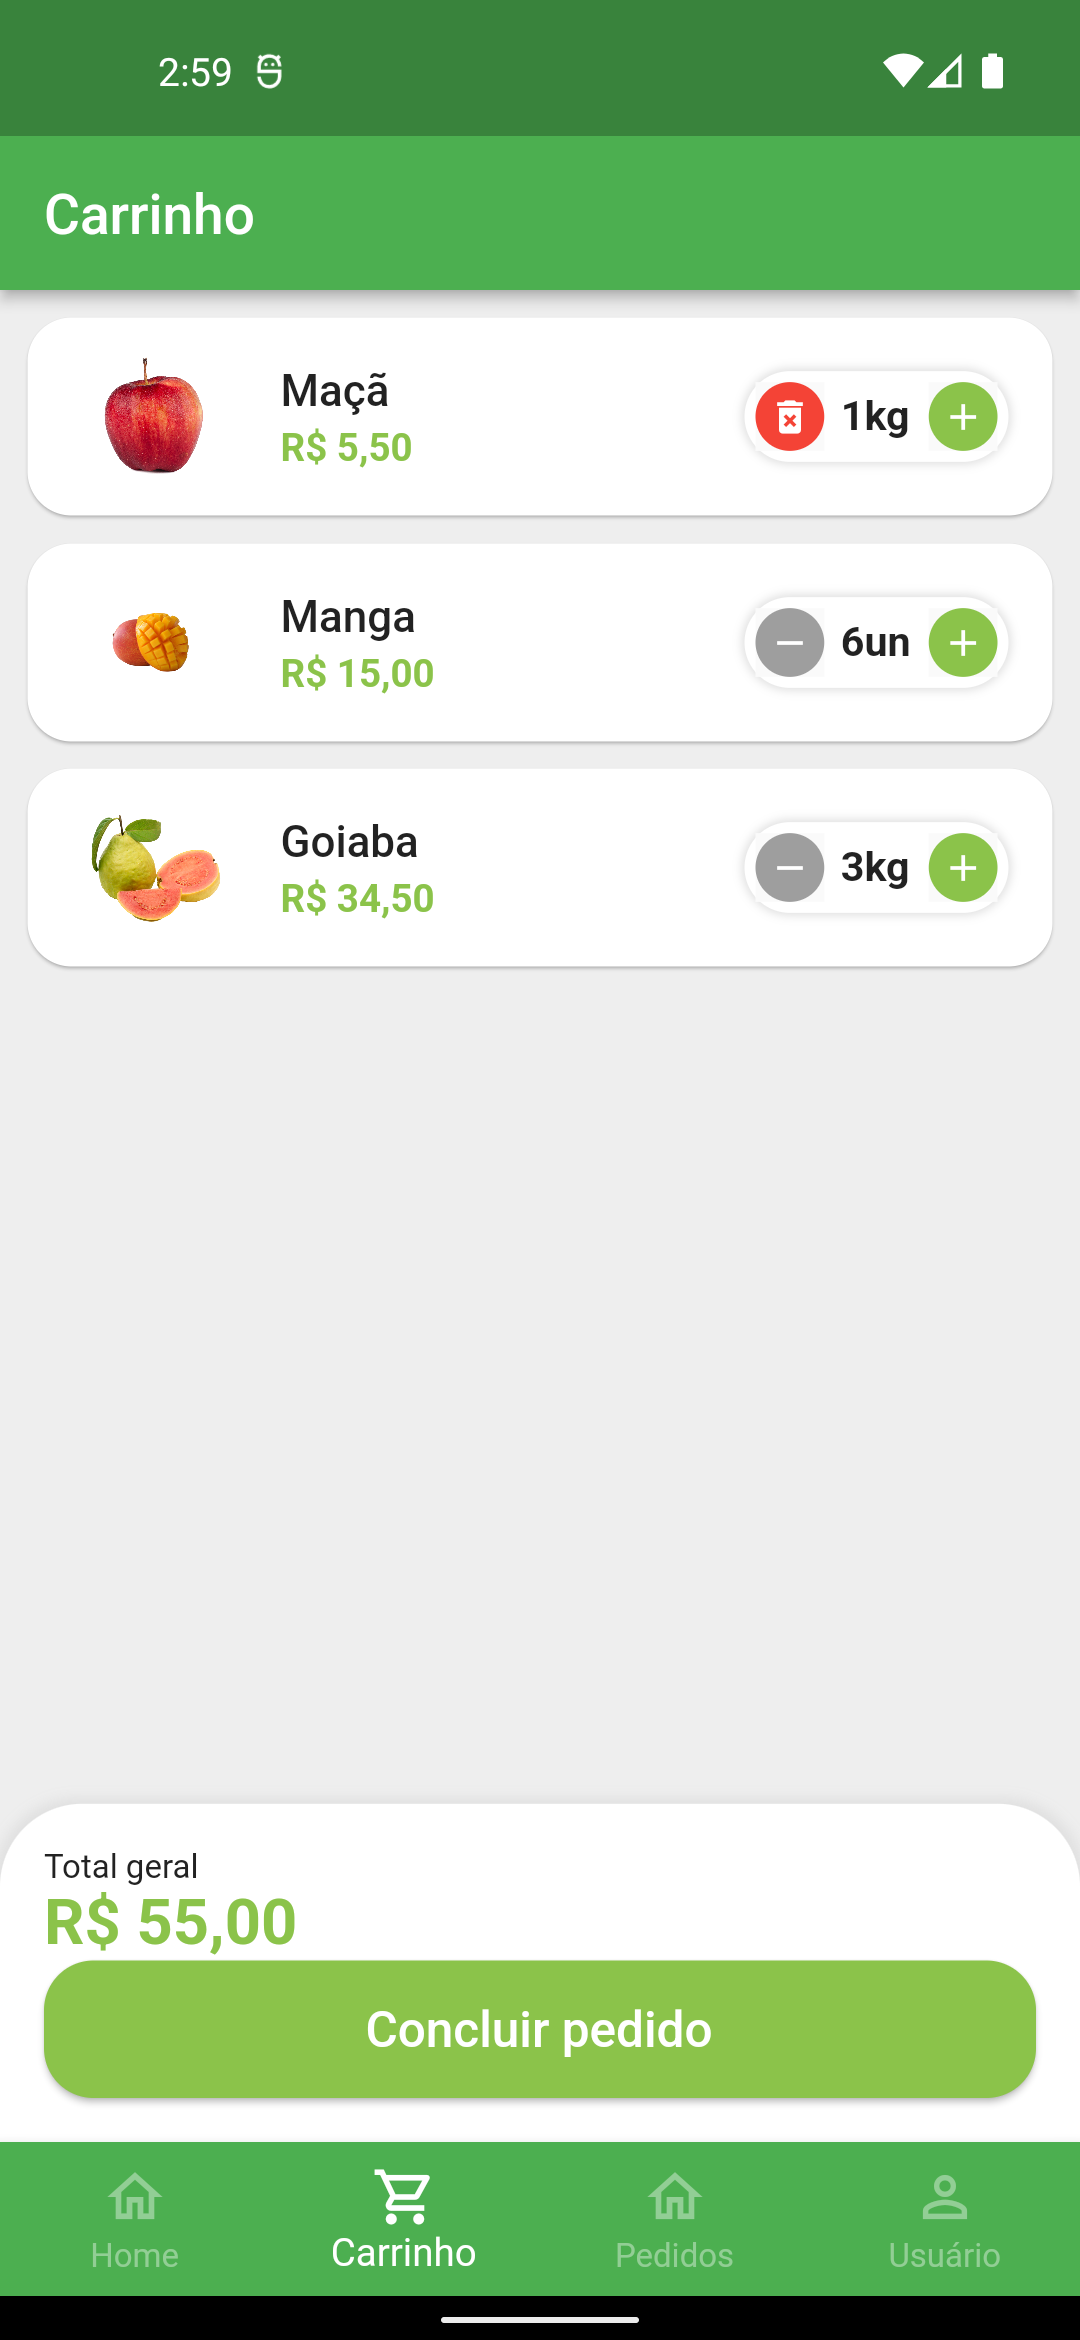 2:59
Carrinho
Maçã
R$ 5,50
1kg
Manga
R$ 15,00
6un
Goiaba
R$ 34,50
3kg
Total geral
R$ 55,00
Concluir pedido
Home
Carrinho
Pedidos
Usuário